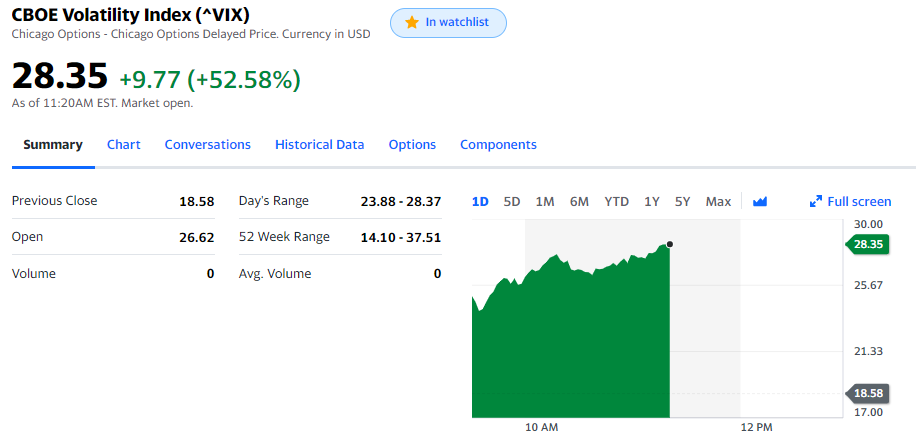 CBOE Volatility Index (^VIX)
In watchlist
Chicago Options - Chicago Options Delayed Price. Currency in USD
28.35 +9.77 (+52.58%)
As of 11:20AM EST. Market open.
Summary Chart Conversations Historical Data Options Components
Previous Close 18.58
Open 26.62
Volume 0
Day's Range 23.88 - 28.37
52 Week Range 14.10 - 37.51
Avg. Volume 0
1D 5D 1M 6M YTD 1Y 5Y Max Full screen
30.00
28.35
25.67
21.33
18.58
17.00
10 AM 12 PM